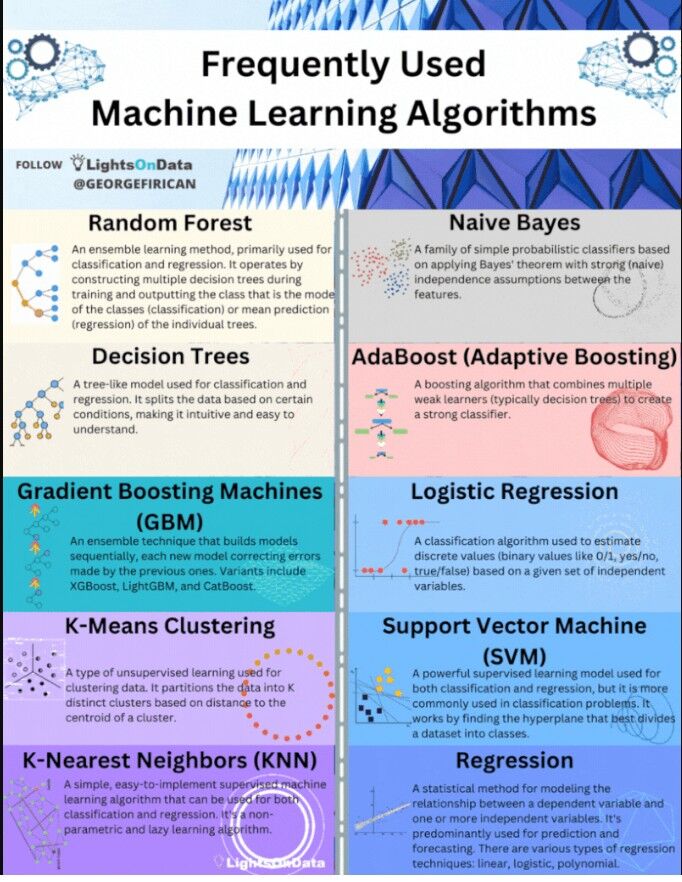 Frequently Used
Machine Learning Algorithms
FOLLOW LightsOnData
@GEORGEFIRICAN
Random Forest
An ensemble learning method, primarily used for
classification and regression. It operates by
constructing multiple decision trees during
training and outputting the class that is the mode
of the classes (classification) or mean prediction
(regression) of the individual trees.
Naive Bayes
A family of simple probabilistic classifiers based
on applying Bayes' theorem with strong (naive)
independence assumptions between the
features.
Decision Trees
A tree-like model used for classification and
regression. It splits the data based on certain
conditions, making it intuitive and easy to
understand.
AdaBoost (Adaptive Boosting)
A boosting algorithm that combines multiple
weak learners (typically decision trees) to create
a strong classifier.
Gradient Boosting Machines
(GBM)
An ensemble technique that builds models
sequentially, each new model correcting errors
made by the previous ones. Variants include
XGBoost, LightGBM, and CatBoost.
Logistic Regression
A classification algorithm used to estimate
discrete values (binary values like 0/1, yes/no,
true/false) based on a given set of independent
variables.
K-Means Clustering
A type of unsupervised learning used for
clustering data. It partitions the data into K
distinct clusters based on distance to the
centroid of a cluster.
Support Vector Machine
(SVM)
A powerful supervised learning model used for
both classification and regression, but it is more
commonly used in classification problems. It
works by finding the hyperplane that best divides
a dataset into classes.
K-Nearest Neighbors (KNN)
A simple, easy-to-implement supervised machine
learning algorithm that can be used for both
classification and regression. It's a non-
parametric and lazy learning algorithm.
LightsOnData
Regression
A statistical method for modeling the
relationship between a dependent variable and
one or more independent variables. It's
predominantly used for prediction and
forecasting. There are various types of regression
techniques: linear, logistic, polynomial.